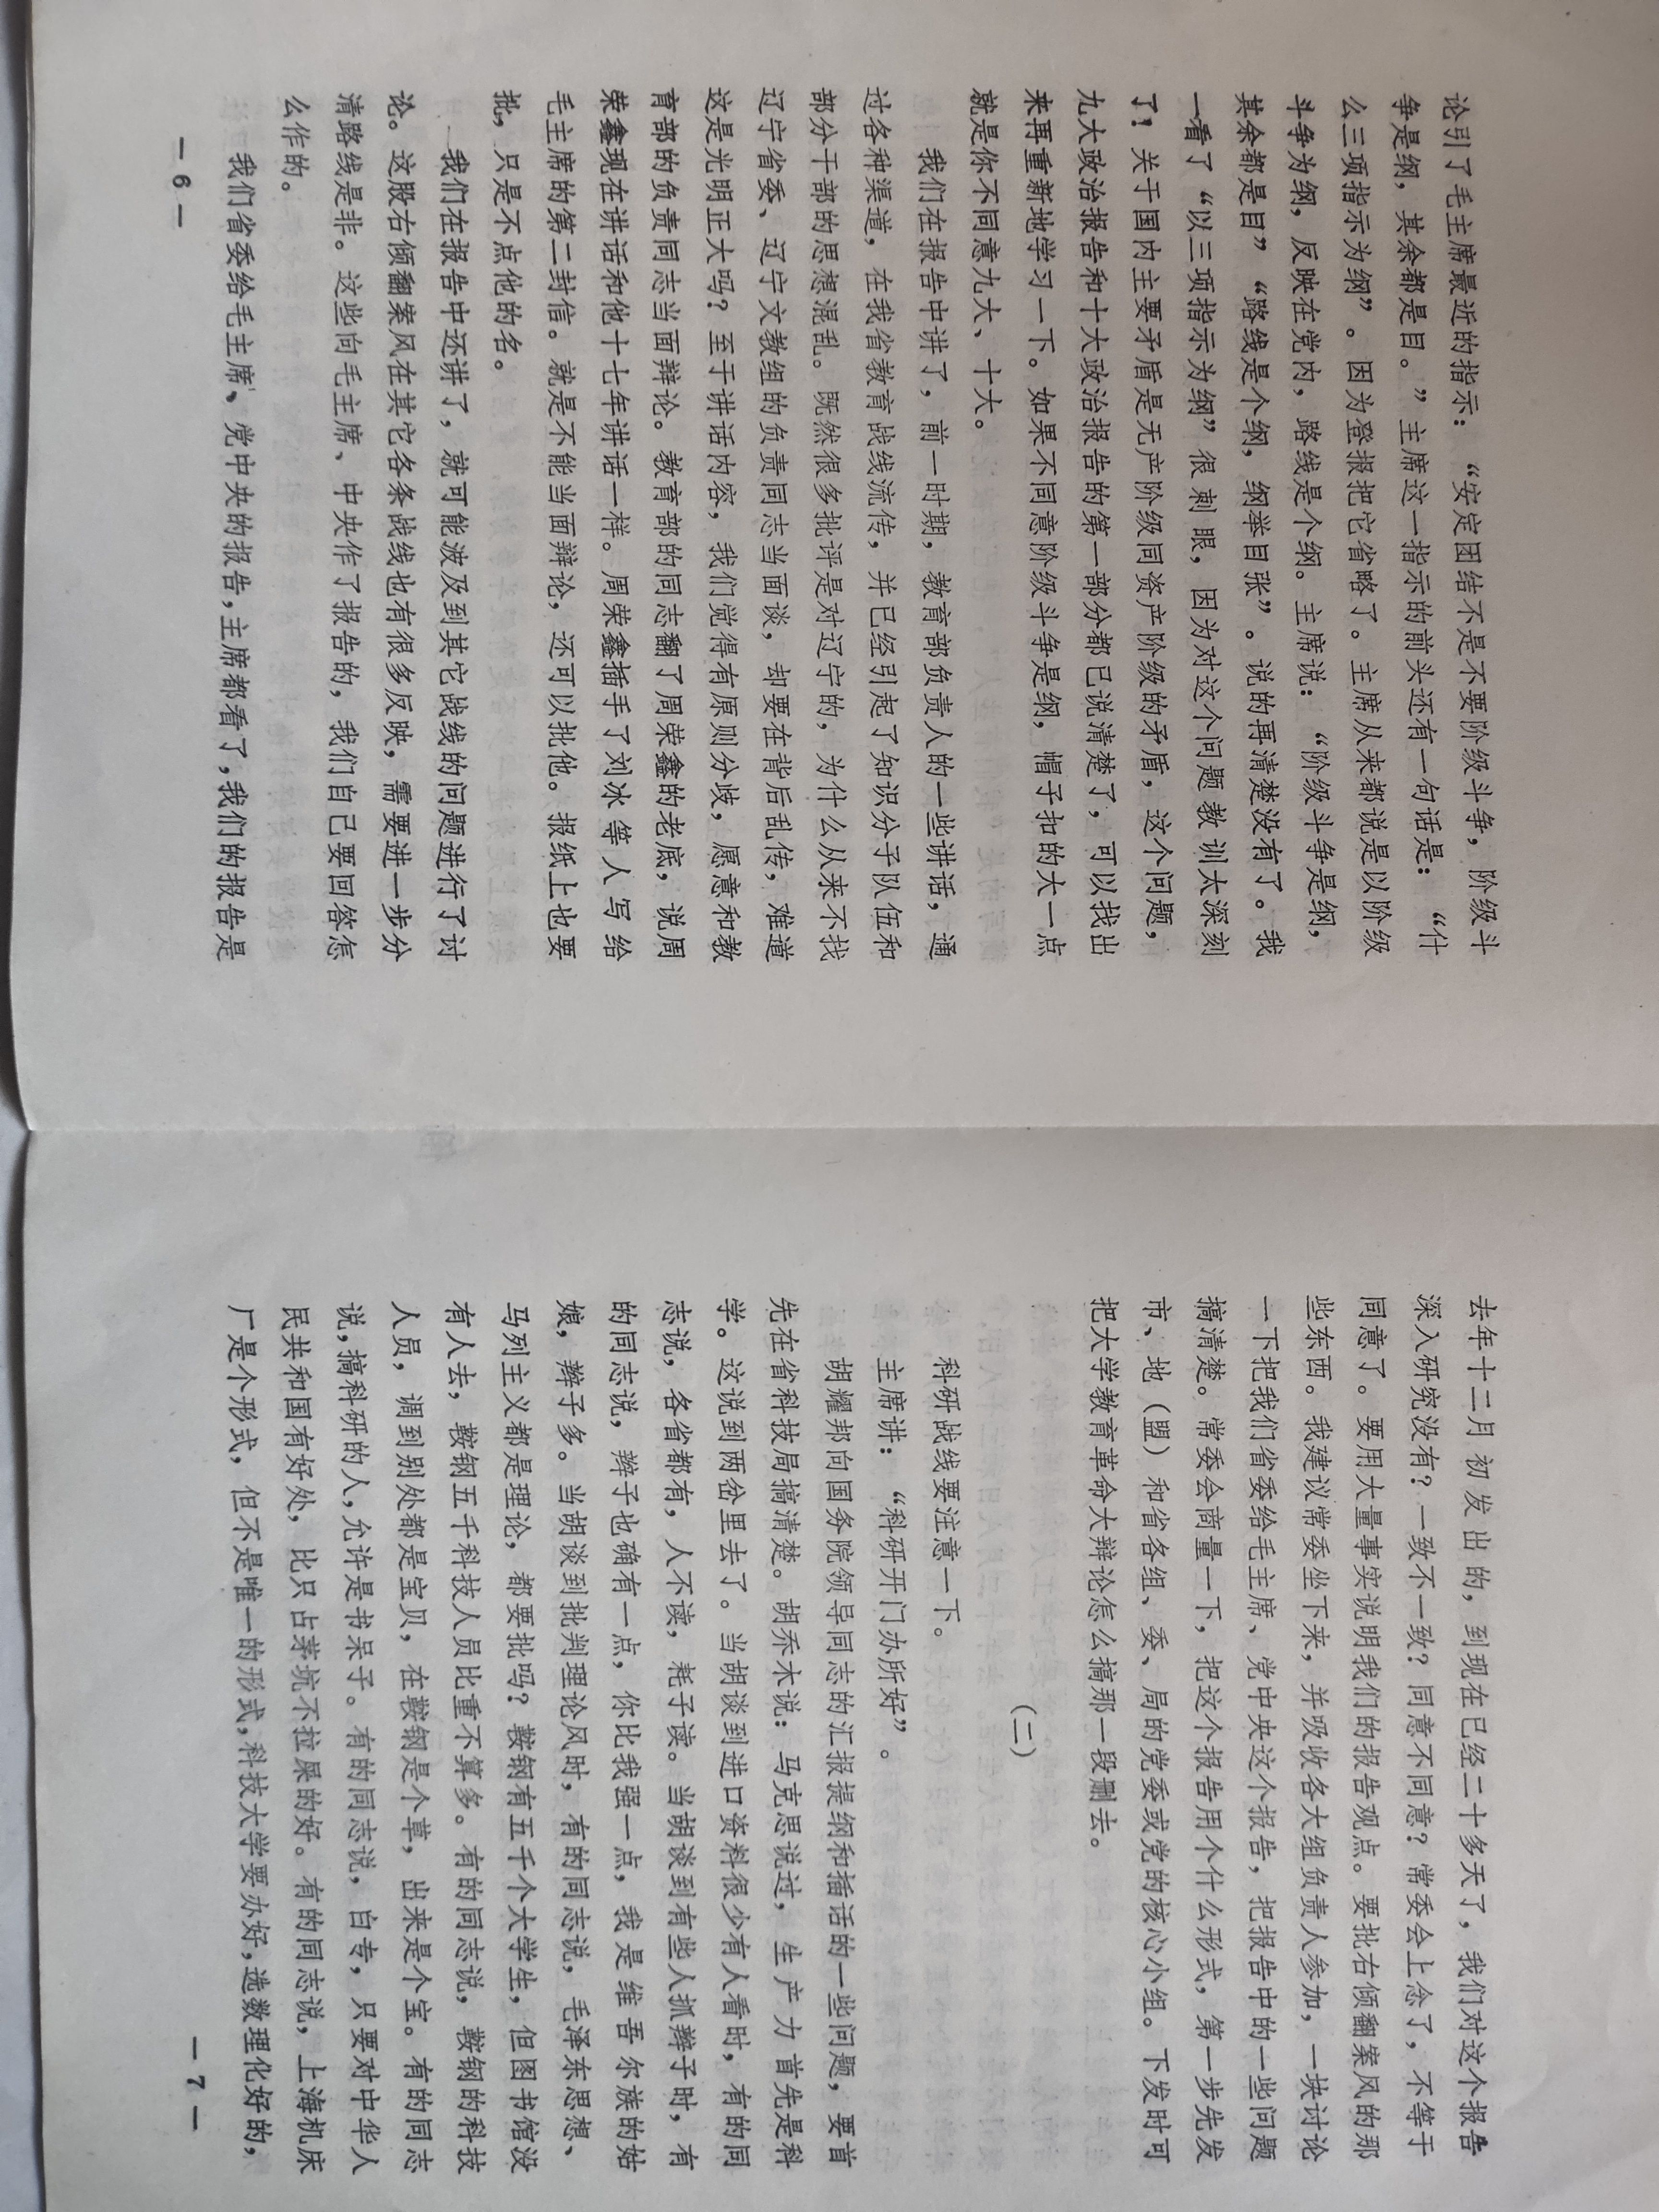 论引了毛主席最近的指示：“安定团结不是不要阶级斗争，阶级斗
争是纲，其余都是目。”主席这一指示的前头还有一句话是：“什
么三项指示为纲”。因为登报把它省略了。主席从来都说是以阶级
斗争为纲，反映在党内，路线是个纲。主席说：“阶级斗争是纲，
其余都是目”“路线是个纲，纲举目张”。说的再清楚没有了。我
一看了“以三项指示为纲”很刺眼，因为对这个问题教训太深刻
了！关于国内主要矛盾是无产阶级同资产阶级的矛盾，这个问题，
九大政治报告和十大政治报告的第一部分都已说清楚了，可以找出
来再重新地学习一下。如果不同意阶级斗争是纲，帽子扣的大一点
就是你不同意九大、十大。
我们在报告中讲了，前一时期，教育部负责人的一些讲话，通
过各种渠道，在我省教育战线流传，并已经引起了知识分子队伍和
部分干部的思想混乱。既然很多批评是对辽宁的，为什么从来不找
辽宁省委、辽宁文教组的负责同志当面谈，却要在背后乱传，难道
这是光明正大吗？至于讲话内容，我们觉得有原则分歧，愿意和教
育部的负责同志当面辩论。教育部的同志翻了周荣鑫的老底，说周
荣鑫现在讲话和他十七年讲话一样。周荣鑫插手了刘冰等人写给
毛主席的第二封信。就是不能当面辩论，还可以批他。报纸上也要
批，只是不点他的名。
我们在报告中还讲了，就可能波及到其它战线的问题进行了讨
论。这股右倾翻案风在其它各条战线也有很多反映，需要进一步分
清路线是非。这些向毛主席、中央作了报告的，我们自己要回答怎
么作的。
我们省委给毛主席、党中央的报告，主席都看了，我们的报告是
—6—
去年十二月初发出的，到现在已经二十多天了，我们对这个报告
深入研究没有？一致不一致？同意不同意？常委会上念了，不等于
同意了。要用大量事实说明我们的报告观点。要批右倾翻案风的那
些东西。我建议常委坐下来，并吸收各大组负责人参加，一块讨论
一下把我们省委给毛主席、党中央这个报告，把报告中的一些问题
搞清楚。常委会商量一下，把这个报告用个什么形式，第一步先发
市、地（盟）和省各组、委、局的党委或党的核心小组。下发时可
把大学教育革命大辩论怎么搞那一段删去。
（二）
科研战线要注意一下。
主席讲：“科研开门办所好”。
胡耀邦向国务院领导同志的汇报提纲和插话的一些问题，要首
先在省科技局搞清楚。胡乔木说：马克思说过，生产力首先是科
学。这说到两岔里去了。当胡谈到进口资料很少有人看时，有的同
志说，各省都有，人不读，耗子读。当胡谈到有些人抓辫子时，有
的同志说，辫子也确有一点，你比我强一点，我是维吾尔族的姑
娘，辫子多。当胡谈到批判理论风时，有的同志说，毛泽东思想、
马列主义都是理论，都要批吗？鞍钢有五千个大学生，但图书馆没
有人去，鞍钢五千科技人员比重不算多。有的同志说，鞍钢的科技
人员，调到别处都是宝贝，在鞍钢是个草，出来是个宝。有的同志
说，搞科研的人，允许是书呆子。有的同志说，白专，只要对中华人
民共和国有好处，比只占茅坑不拉屎的好。有的同志说，上海机床
厂是个形式，但不是唯一的形式，科技大学要办好，选数理化好的，
—7—